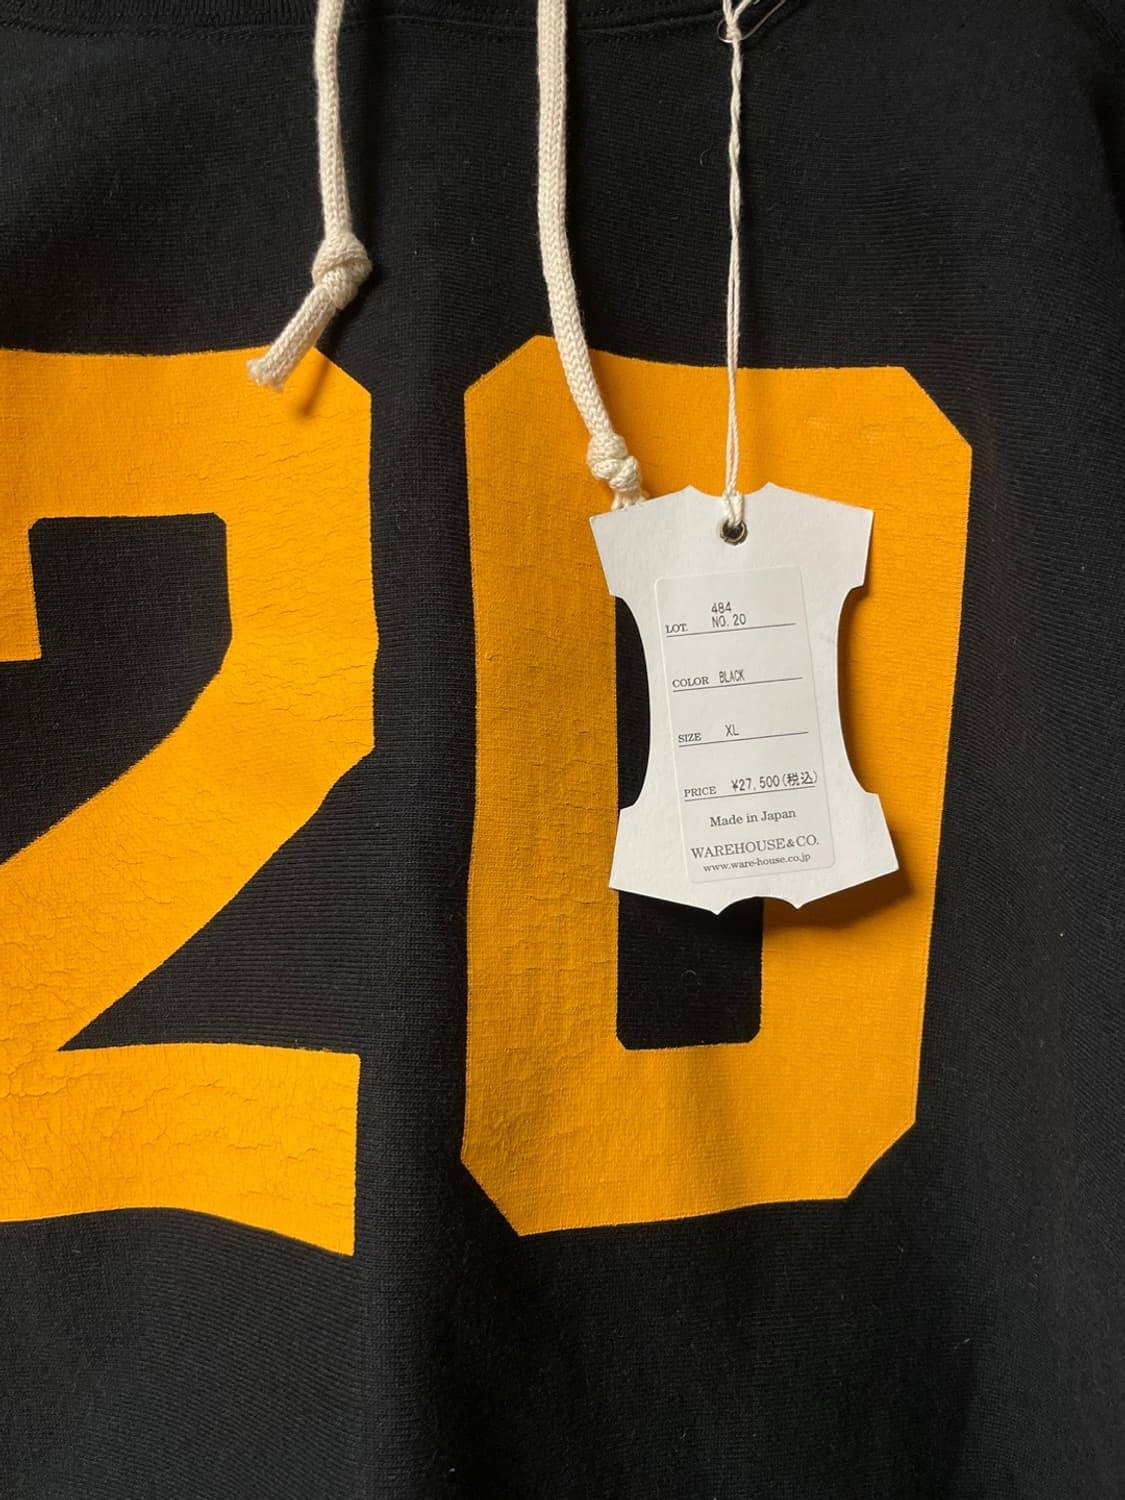 20
484
LOT. NO. 20
COLOR BLACK
SIZE XL
PRICE ¥27,500(税込)
Made in Japan
WAREHOUSE & CO.
www.ware-house.co.jp